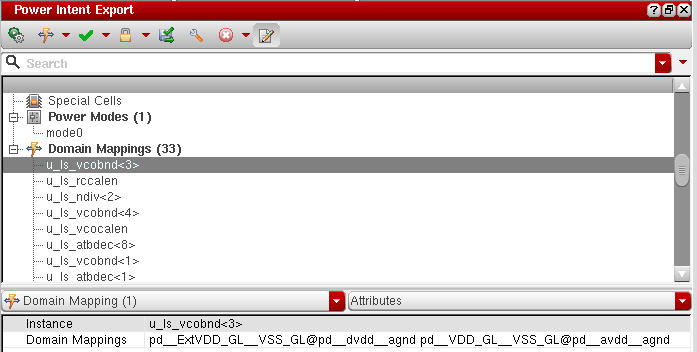 Power Intent Export
Search
Special Cells
Power Modes (1)
mode0
Domain Mappings (33)
u_ls_vcobnd<3>
u_ls_rccalen
u_ls_ndiv<2>
u_ls_vcobnd<4>
u_ls_vcocalen
u_ls_atbdec<8>
u_ls_vcobnd<1>
u_ls_atbdec<1>
Domain Mapping (1) Attributes
Instance u_ls_vcobnd<3>
Domain Mappings pd__ExtVDD_GL__VSS_GL@pd__dvdd__agnd pd__VDD_GL__VSS_GL@pd__avdd__agnd